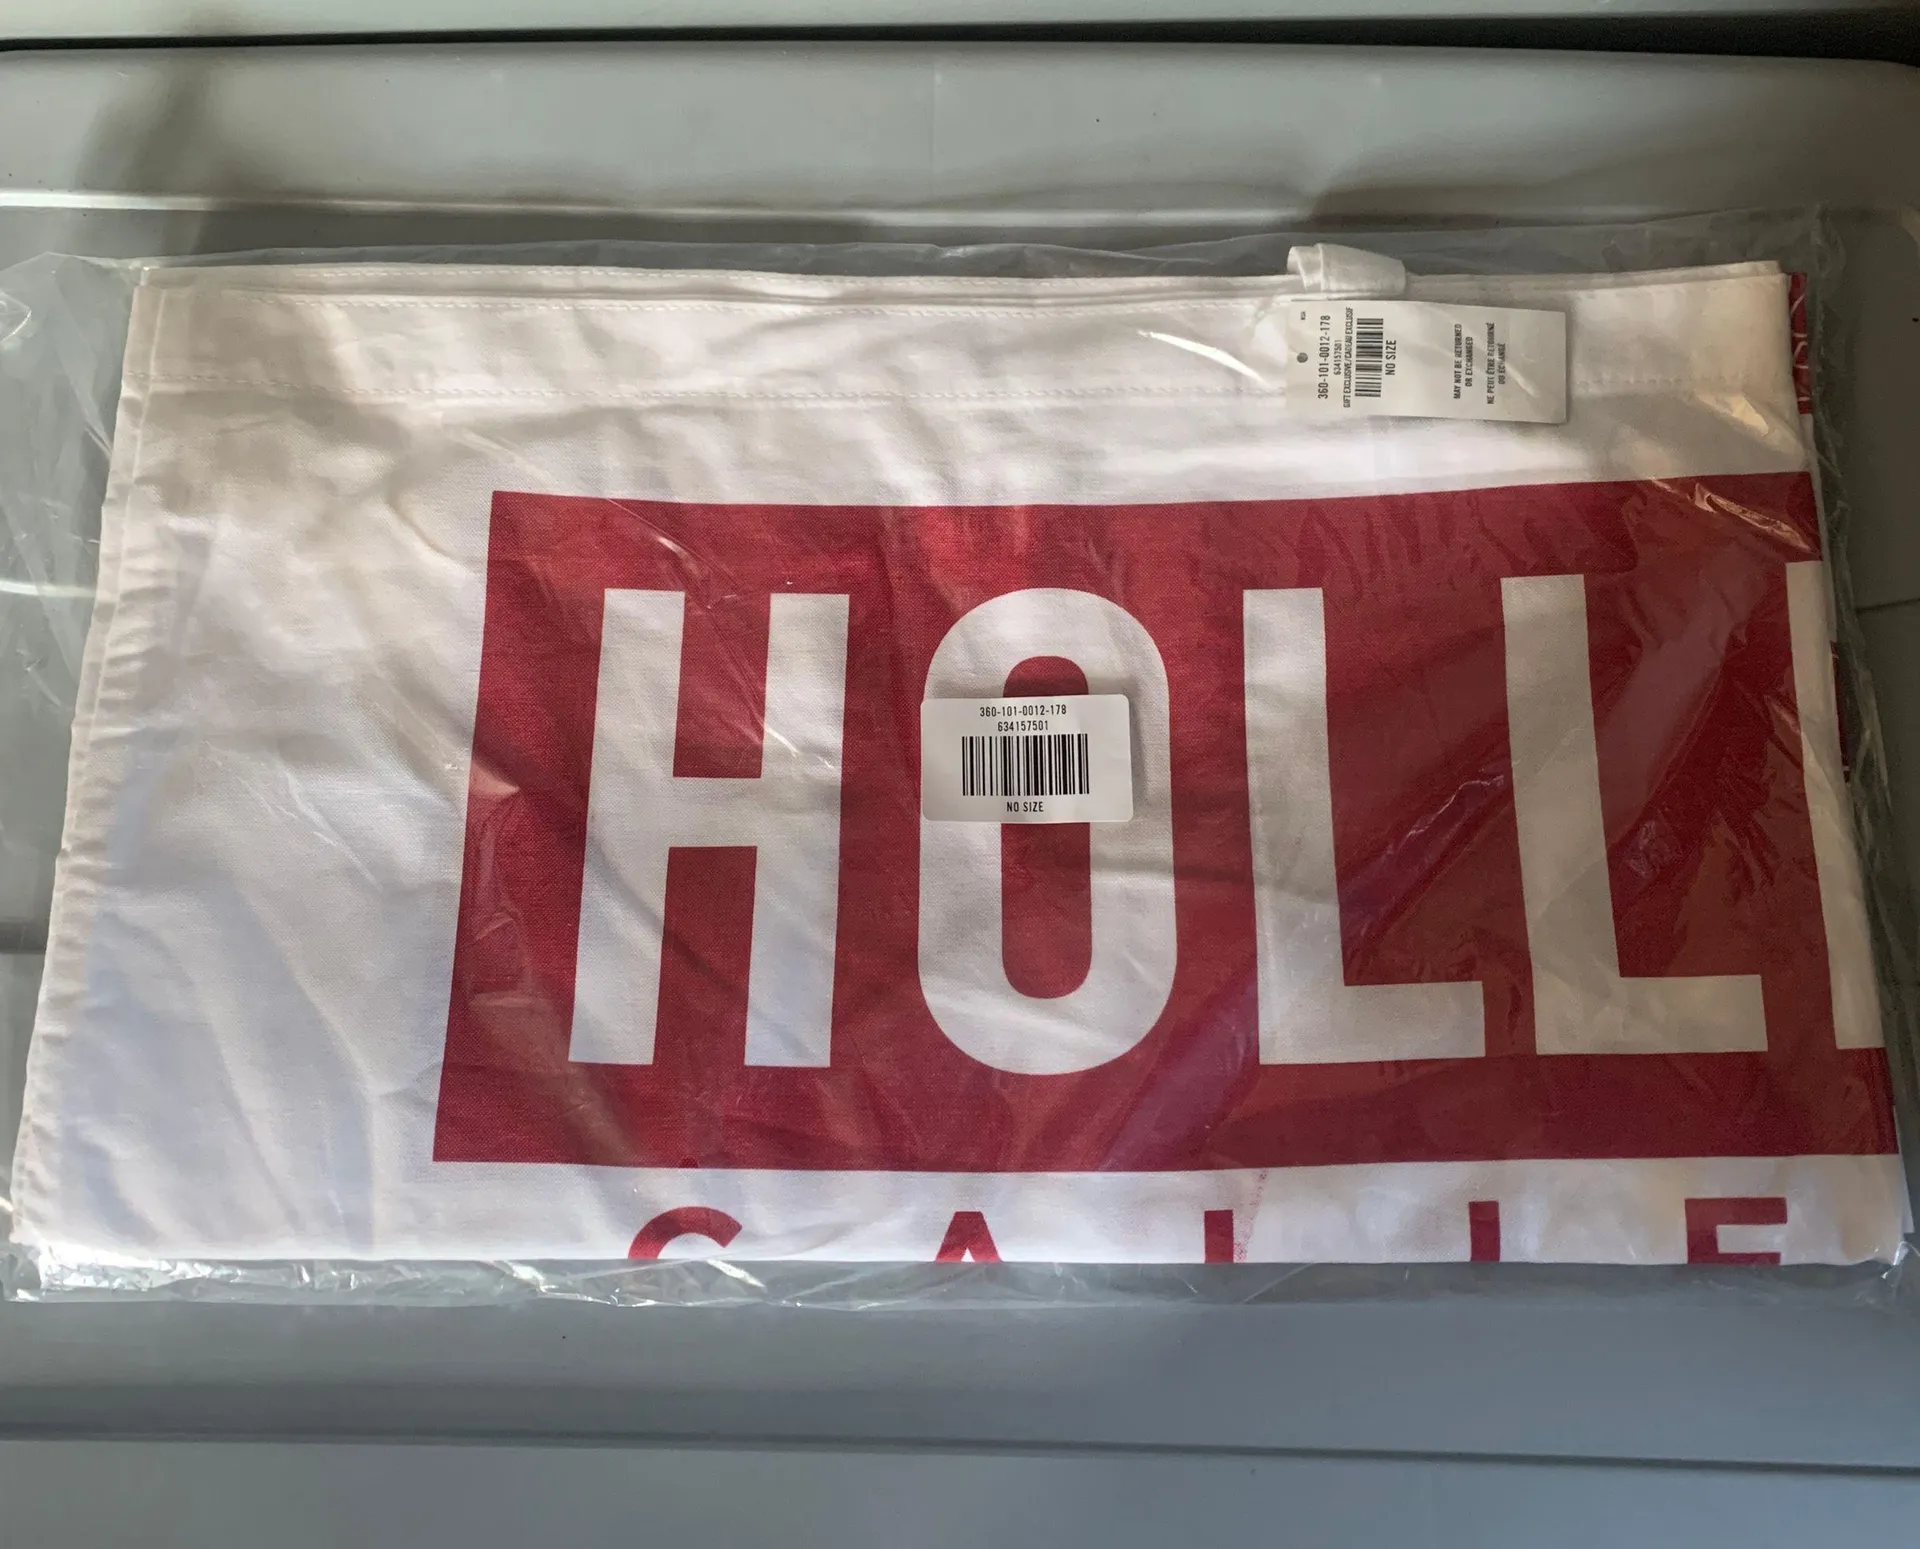 360-101-0012-178
634157501
GIFT EXCLUSIVE/CADEAU EXCLUSIF
NO SIZE
MAY NOT BE RETURNED
OR EXCHANGED
NE PEUT ÊTRE RETOURNÉ
OU ÉCHANGÉ
HOLLI
360-101-0012-178
634157501
NO SIZE
CALIF